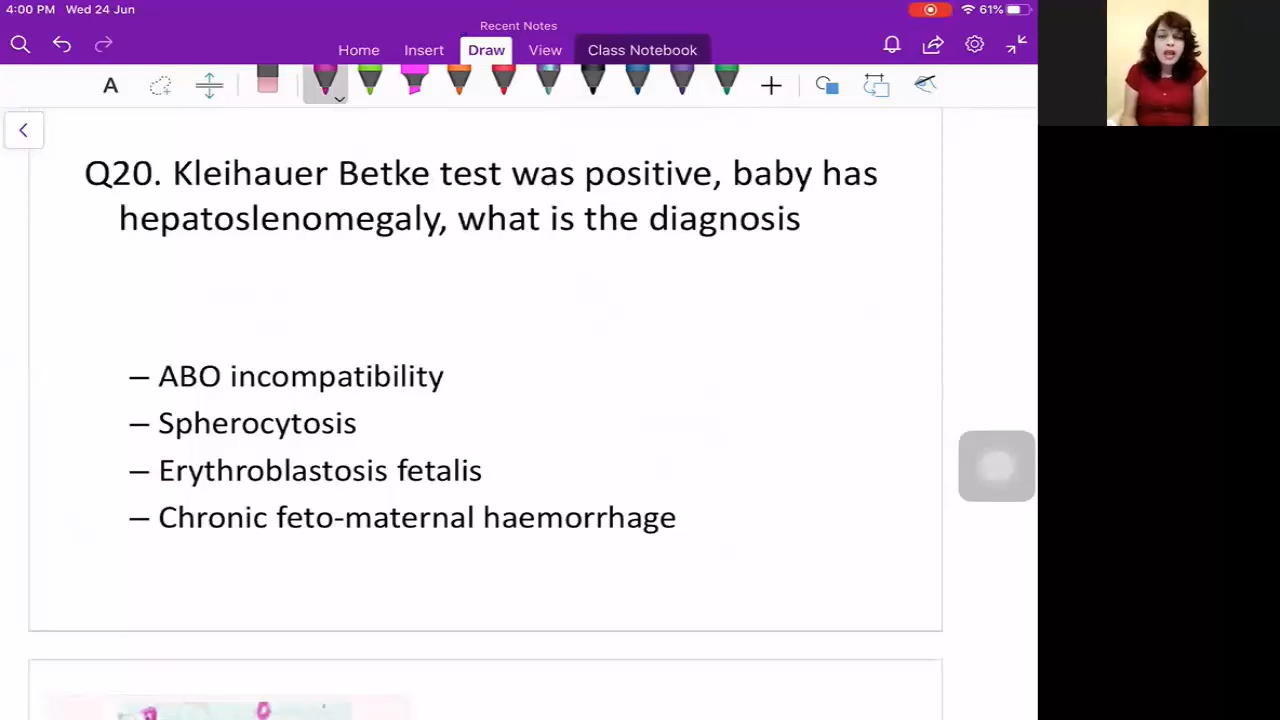 4:00 PM Wed 24 Jun
61%
Recent Notes
Home Insert Draw View Class Notebook
A
Q20. Kleihauer Betke test was positive, baby has
hepatoslenomegaly, what is the diagnosis
– ABO incompatibility
– Spherocytosis
– Erythroblastosis fetalis
– Chronic feto-maternal haemorrhage